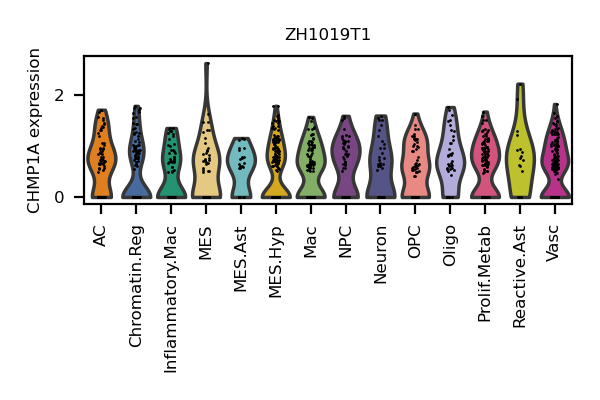 ZH1019T1
CHMP1A expression
2
0
AC
Chromatin.Reg
Inflammatory.Mac
MES
MES.Ast
MES.Hyp
Mac
NPC
Neuron
OPC
Oligo
Prolif.Metab
Reactive.Ast
Vasc